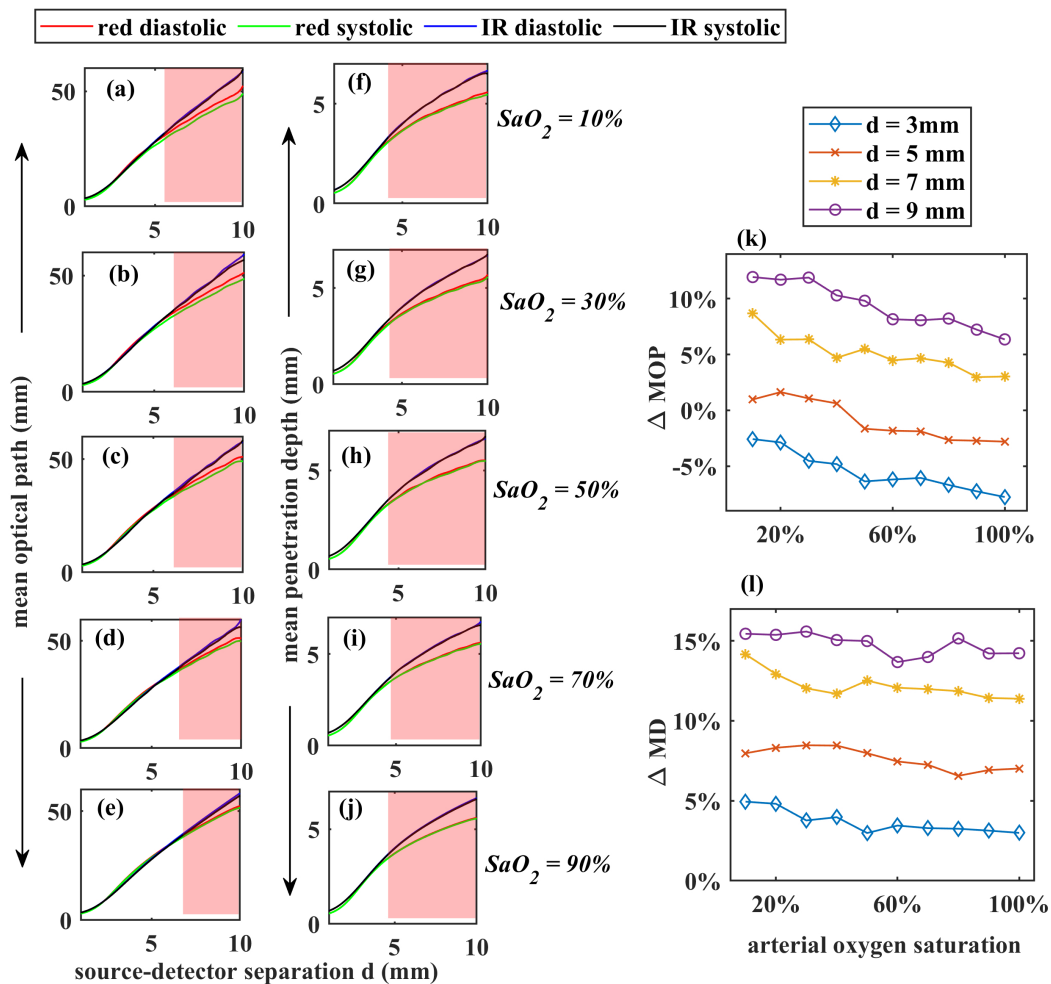 red diastolic red systolic IR diastolic IR systolic
mean optical path (mm)
mean penetration depth (mm)
(a)
50
0
5 10
(f)
5
0
5 10
SaO2 = 10%
(b)
50
0
5 10
(g)
5
0
5 10
SaO2 = 30%
(c)
50
0
5 10
(h)
5
0
5 10
SaO2 = 50%
(d)
50
0
5 10
(i)
5
0
5 10
SaO2 = 70%
(e)
50
0
5 10
(j)
5
0
5 10
SaO2 = 90%
source-detector separation d (mm)
d = 3mm
d = 5 mm
d = 7 mm
d = 9 mm
(k)
10%
5%
0%
-5%
Δ MOP
20% 60% 100%
(l)
15%
10%
5%
0%
Δ MD
20% 60% 100%
arterial oxygen saturation